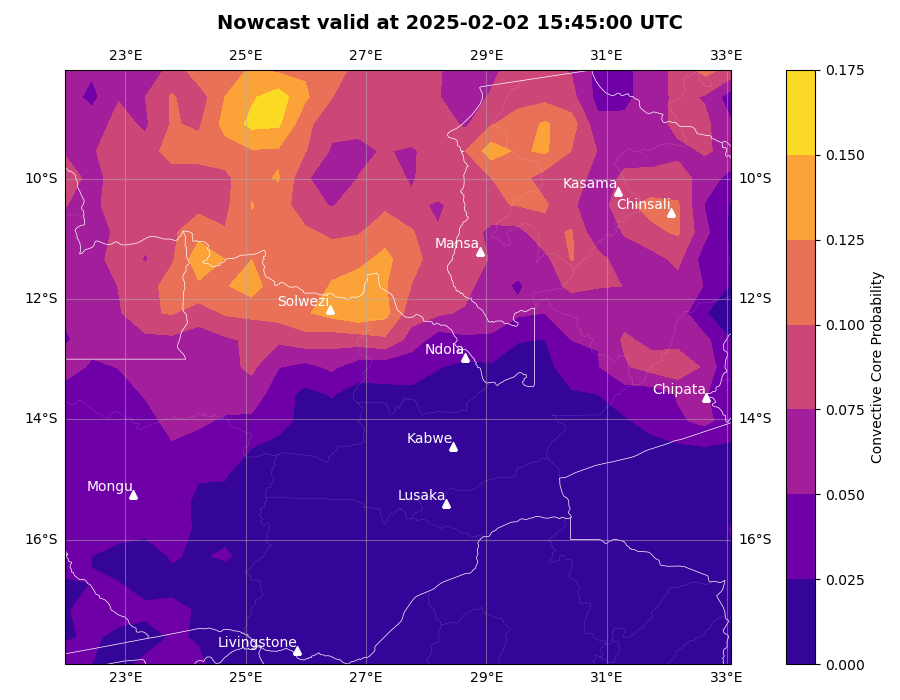 Nowcast valid at 2025-02-02 15:45:00 UTC
23°E 25°E 27°E 29°E 31°E 33°E
0.175
0.150
10°S Kasama 10°S
Chinsali
0.125
Mansa
12°S Solwezi 12°S
0.100
Ndola
Chipata
0.075
14°S 14°S
Kabwe
Mongu
Lusaka
0.050
16°S 16°S
0.025
Livingstone
0.000
23°E 25°E 27°E 29°E 31°E 33°E
Convective Core Probability